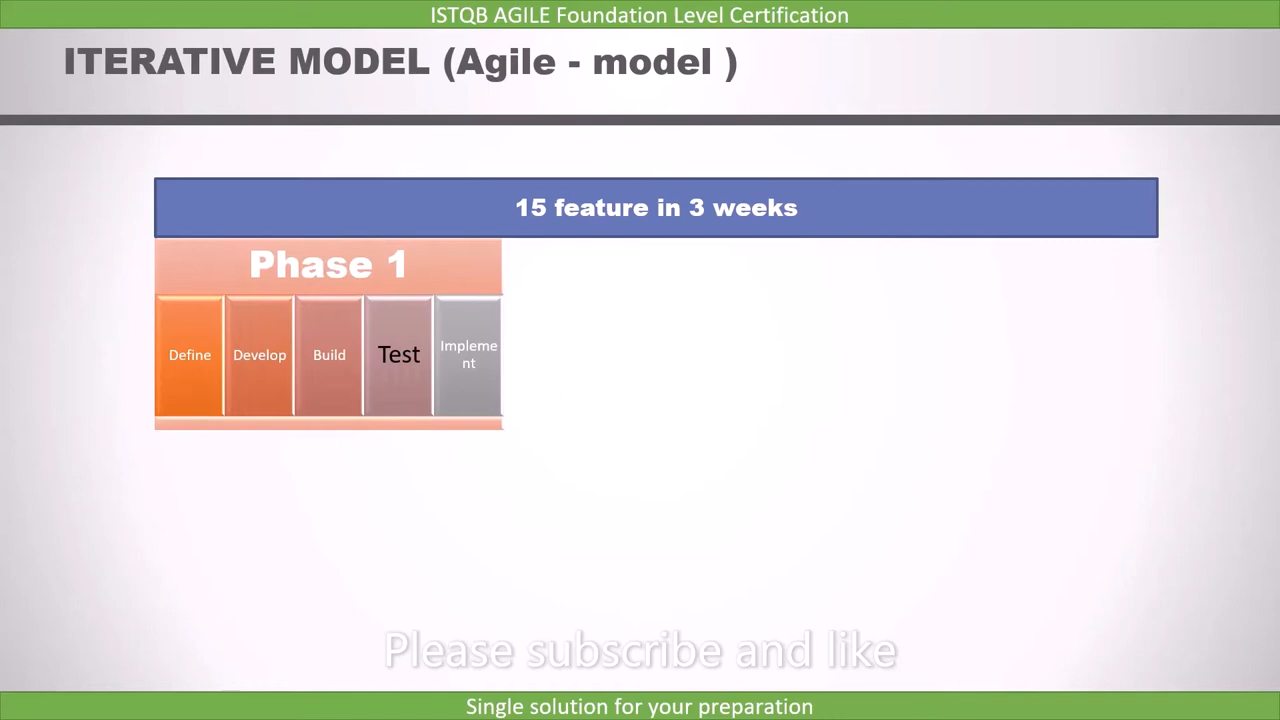 ISTQB AGILE Foundation Level Certification
ITERATIVE MODEL (Agile - model )
15 feature in 3 weeks
Phase 1
Define
Develop
Build
Test
Impleme
nt
Please subscribe and like
Single solution for your preparation